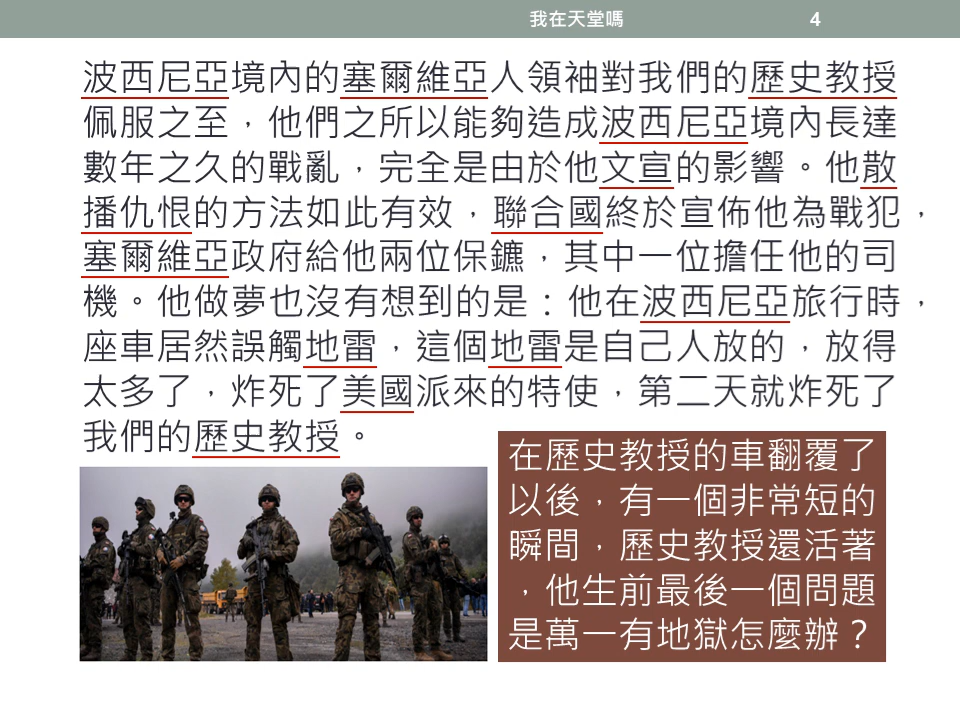 我在天堂嗎 4
波西尼亞境內的塞爾維亞人領袖對我們的歷史教授
佩服之至，他們之所以能夠造成波西尼亞境內長達
數年之久的戰亂，完全是由於他文宣的影響。他散
播仇恨的方法如此有效，聯合國終於宣佈他為戰犯，
塞爾維亞政府給他兩位保鑣，其中一位擔任他的司
機。他做夢也沒有想到的是：他在波西尼亞旅行時，
座車居然誤觸地雷，這個地雷是自己人放的，放得
太多了，炸死了美國派來的特使，第二天就炸死了
我們的歷史教授。
在歷史教授的車翻覆了
以後，有一個非常短的
瞬間，歷史教授還活著
，他生前最後一個問題
是萬一有地獄怎麼辦？